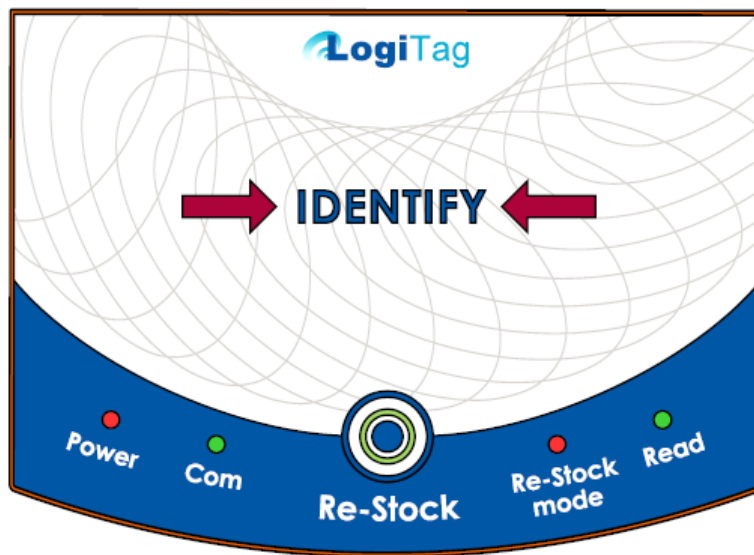 LogiTag
IDENTIFY
Power
Com
Re-Stock
Re-Stock
mode
Read